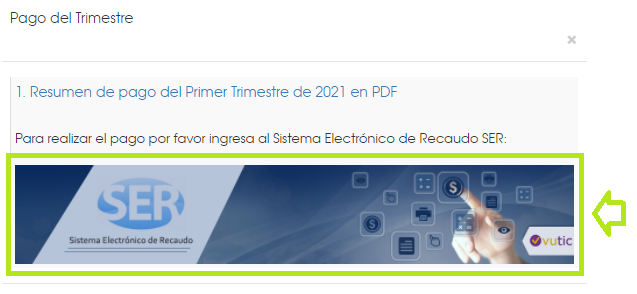 Pago del Trimestre
×
1. Resumen de pago del Primer Trimestre de 2021 en PDF
Para realizar el pago por favor ingresa al Sistema Electrónico de Recaudo SER:
SER
Sistema Electrónico de Recaudo
vutic